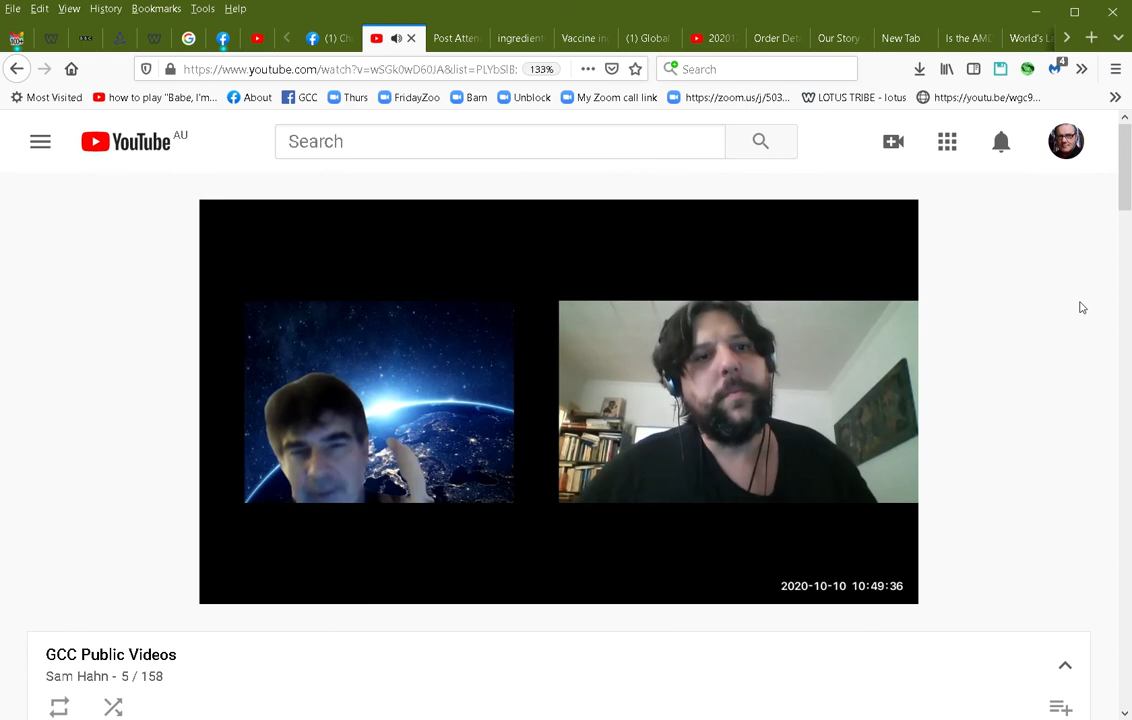 File Edit View History Bookmarks Tools Help
(1) Ch Post Atten ingredient Vaccine in (1) Global 20201 Order Det Our Story New Tab Is the AMD World's L
https://www.youtube.com/watch?v=wSGk0wD60JA&list=PLYbSlB: 133% Search 4
Most Visited how to play "Babe, I'm... About GCC Thurs FridayZoo Barn Unblock My Zoom call link https://zoom.us/j/503... LOTUS TRIBE - lotus https://youtu.be/wgc9...
YouTube AU Search
2020-10-10 10:49:36
GCC Public Videos
Sam Hahn - 5 / 158